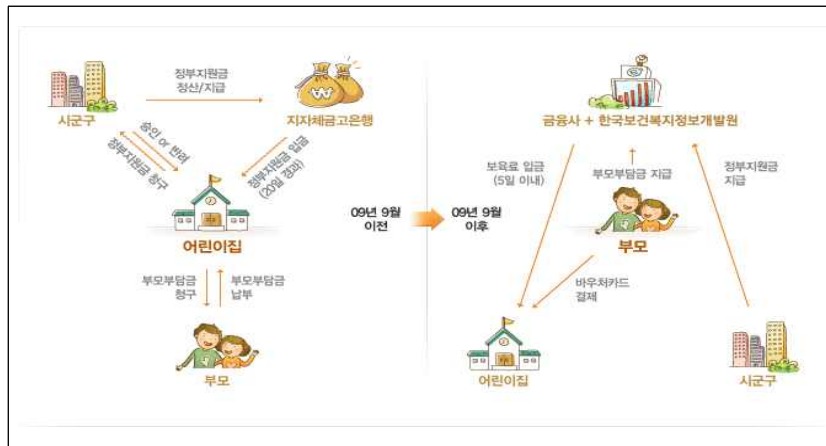 정부지원금
청산/지급
시군구
지자체금고은행
승인 or 반려
정부지원금 청구
정부지원금 입금
(20일 경과)
어린이집
부모부담금
청구
부모부담금
납부
부모
09년 9월
이전
09년 9월
이후
금융사 + 한국보건복지정보개발원
보육료 입금
(5일 이내)
부모부담금 지급
정부지원금
지급
부모
바우처카드
결제
어린이집
시군구